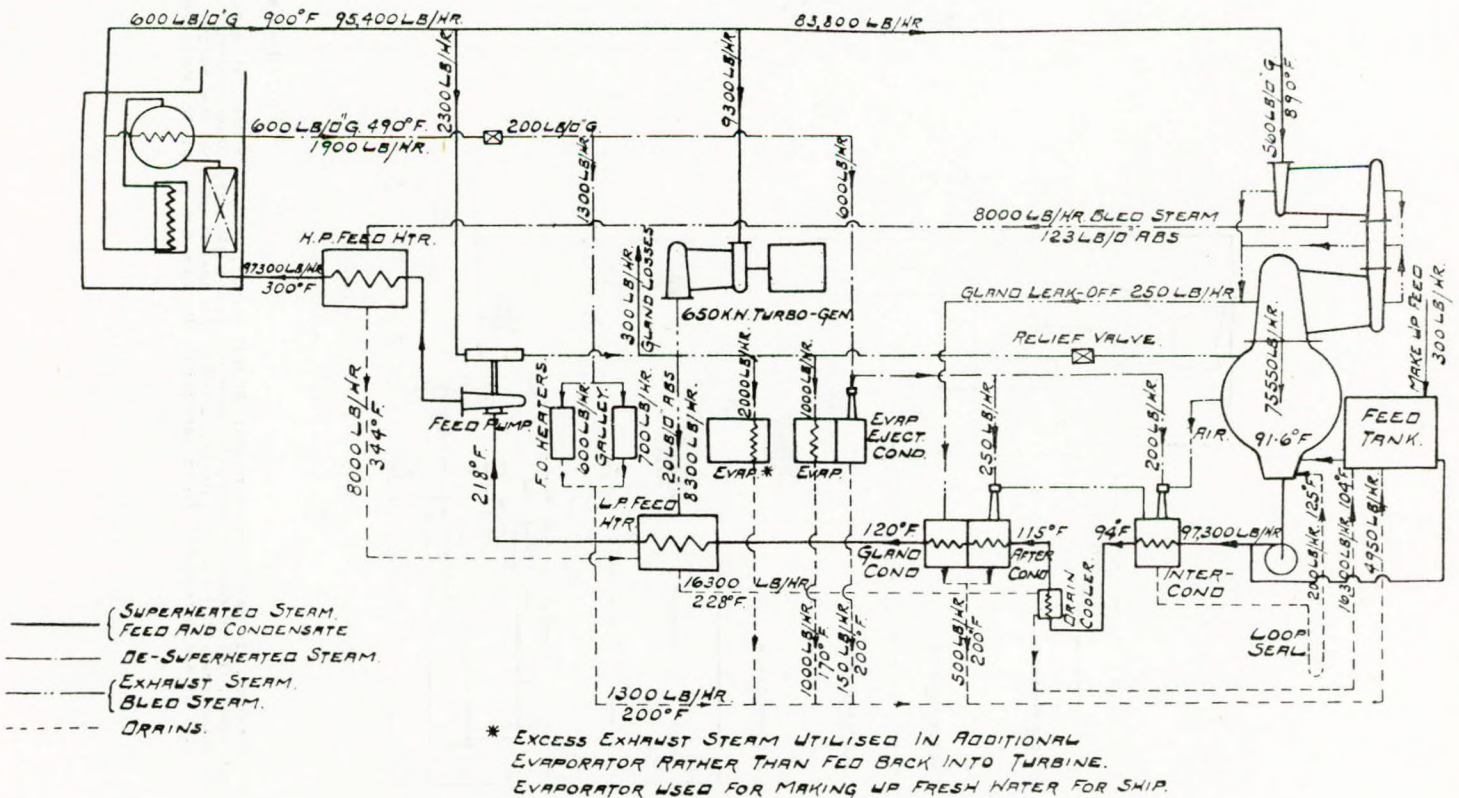 600 LB/□"G 900°F 95,400 LB/HR.
83,800 LB/HR
2300 LB/HR
9300 LB/HR
560 LB/□"G
890°F.
600 LB/□"G. 490°F.
1900 LB/HR.
200 LB/□"G.
1300 LB/HR
600 LB/HR
8000 LB/HR. BLED STEAM
123 LB/□" ABS
H.P. FEED HTR.
97300 LB/HR
300°F
300 LB/HR
GLAND LOSSES
650 K.W. TURBO-GEN.
GLAND LEAK-OFF 250 LB/HR
MAKE UP FEED
300 LB/HR.
RELIEF VALVE.
75550 LB/HR.
91·6°F
FEED
TANK.
8000 LB/HR
344°F.
FEED PUMP.
218°F
F.O HEATERS
600 LB/HR
GALLEY.
700 LB/HR.
20 LB/□" ABS
8300 LB/HR.
2000 LB/HR
EVAP *
1000 LB/HR.
EVAP.
EVAP
EJECT.
COND.
250 LB/HR.
200 LB/HR.
AIR.
L.P. FEED
HTR.
120°F
GLAND
COND
115°F
AFTER
COND
94°F
97,300 LB/HR
INTER-
COND
DRAIN
COOLER.
16300 LB/HR
228°F.
200 LB/HR. 125°F.
16300 LB/HR. 104°F.
4950 LB/HR.
LOOP
SEAL
1300 LB/HR.
200°F
1000 LB/HR.
170°F.
150 LB/HR.
200°F.
500 LB/HR
200°F.
SUPERHEATED STEAM.
FEED AND CONDENSATE
DE-SUPERHEATED STEAM.
EXHAUST STEAM.
BLED STEAM.
DRAINS.
* EXCESS EXHAUST STEAM UTILISED IN ADDITIONAL
EVAPORATOR RATHER THAN FED BACK INTO TURBINE.
EVAPORATOR USED FOR MAKING UP FRESH WATER FOR SHIP.